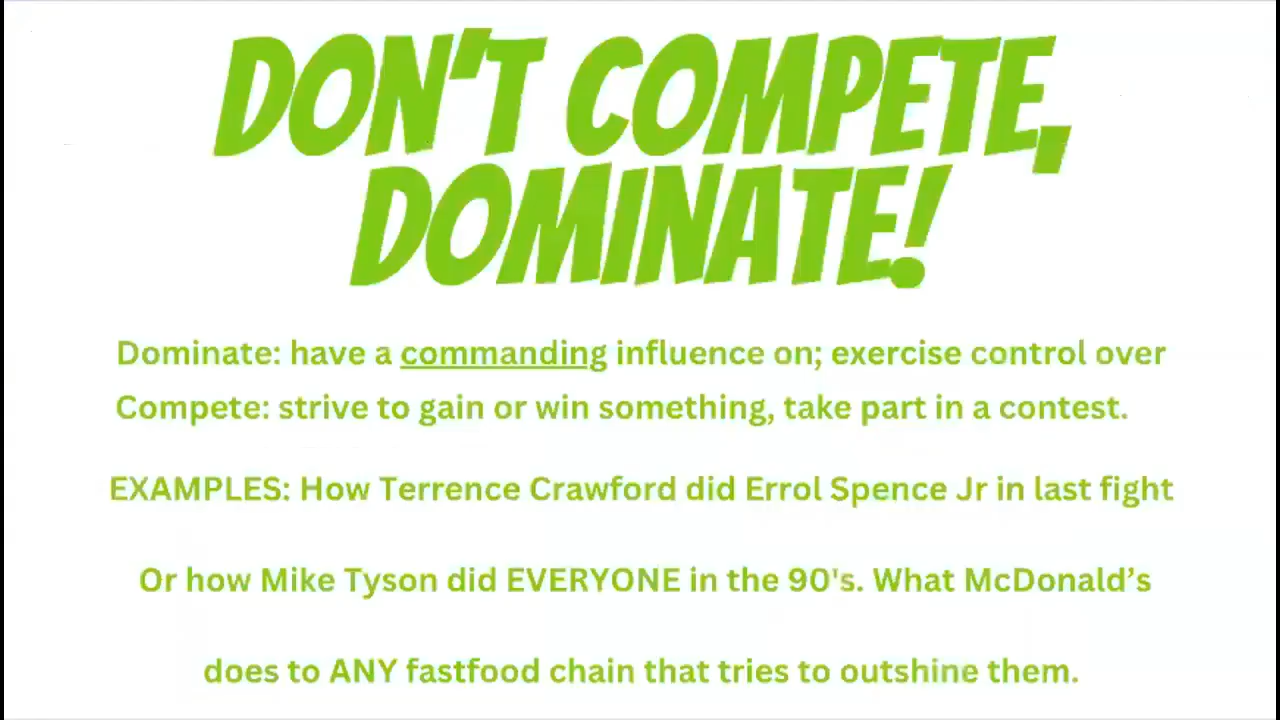 DON'T COMPETE,
DOMINATE!
Dominate: have a commanding influence on; exercise control over
Compete: strive to gain or win something, take part in a contest.
EXAMPLES: How Terrence Crawford did Errol Spence Jr in last fight
Or how Mike Tyson did EVERYONE in the 90's. What McDonald’s
does to ANY fastfood chain that tries to outshine them.